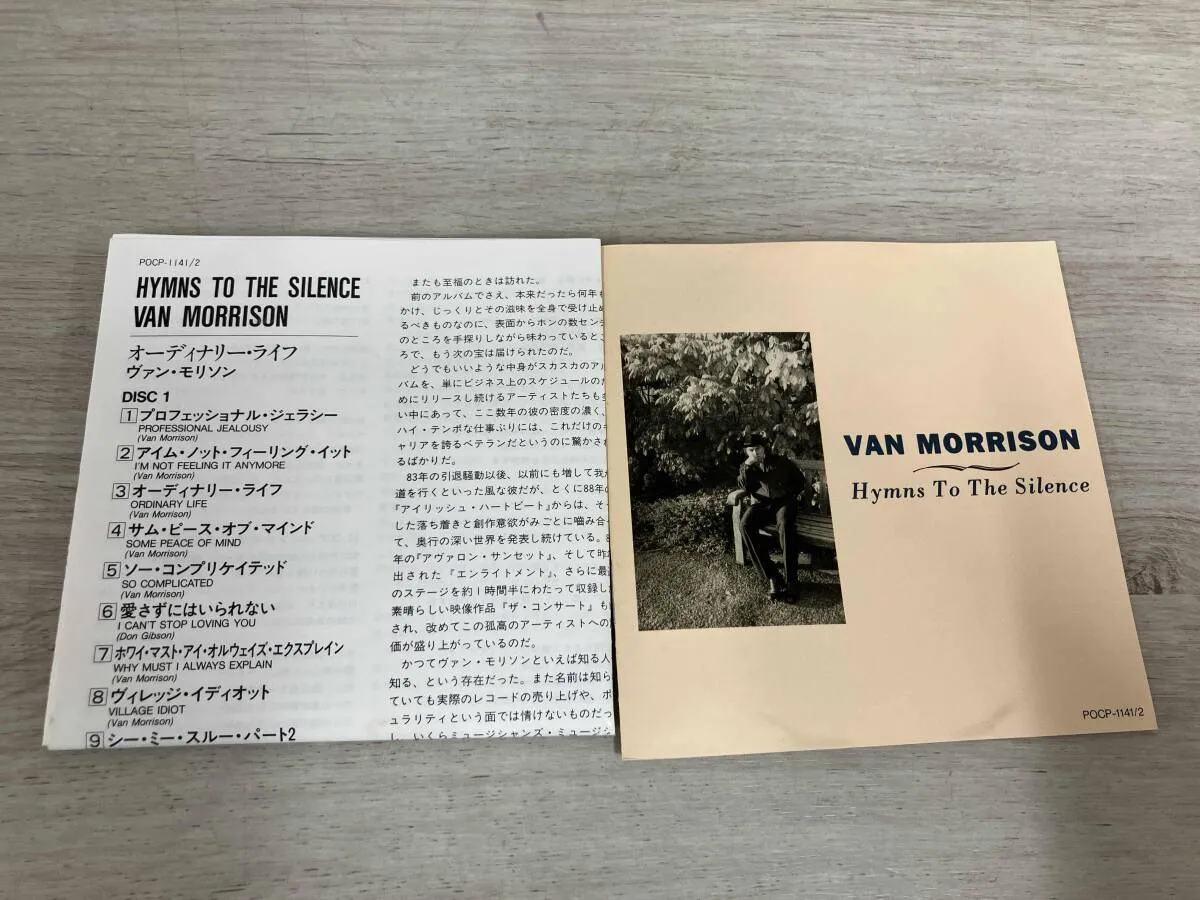 POCP-1141/2
HYMNS TO THE SILENCE
VAN MORRISON
オーディナリー・ライフ
ヴァン・モリソン
DISC 1
1 プロフェッショナル・ジェラシー
PROFESSIONAL JEALOUSY
(Van Morrison)
2 アイム・ノット・フィーリング・イット
I'M NOT FEELING IT ANYMORE
(Van Morrison)
3 オーディナリー・ライフ
ORDINARY LIFE
(Van Morrison)
4 サム・ピース・オブ・マインド
SOME PEACE OF MIND
(Van Morrison)
5 ソー・コンプリケイテッド
SO COMPLICATED
(Van Morrison)
6 愛さずにはいられない
I CAN'T STOP LOVING YOU
(Don Gibson)
7 ホワイ・マスト・アイ・オルウェイズ・エクスプレイン
WHY MUST I ALWAYS EXPLAIN
(Van Morrison)
8 ヴィレッジ・イディオット
VILLAGE IDIOT
(Van Morrison)
9 シー・ミー・スルー・パート2
またも至福のときは訪れた。
前のアルバムでさえ、本来だったら何年も
かけ、じっくりとその滋味を全身で受け止め
るべきものなのに、表面からホンの数センチ
のところを手探りしながら味わっているとこ
ろで、もう次の宝は届けられたのだ。
どうでもいいような中身がスカスカのアル
バムを、単にビジネス上のスケジュールのた
めにリリースし続けるアーティストたちも多
い中にあって、ここ数年の彼の密度の濃く、
ハイ・テンポな仕事ぶりには、これだけのキ
ャリアを誇るベテランだというのに驚かされ
るばかりだ。
83年の引退騒動以後、以前にも増して我が
道を行くといった風な彼だが、とくに88年の
『アイリッシュ・ハートビート』からは、そ
した落ち着きと創作意欲がみごとに嚙み合
て、奥行の深い世界を発表し続けている。
年の『アヴァロン・サンセット』、そして昨年
出された『エンライトメント』、さらに最
のステージを約1時間半にわたって収録した
素晴らしい映像作品『ザ・コンサート』も
され、改めてこの孤高のアーティストへの
価が盛り上がっているのだ。
かつてヴァン・モリソンといえば知る人
知る、という存在だった。また名前は知ら
ていても実際のレコードの売り上げや、ポ
ュラリティという面では情けないものだっ
し、いくらミュージシャンズ・ミュージシ
VAN MORRISON
Hymns To The Silence
POCP-1141/2